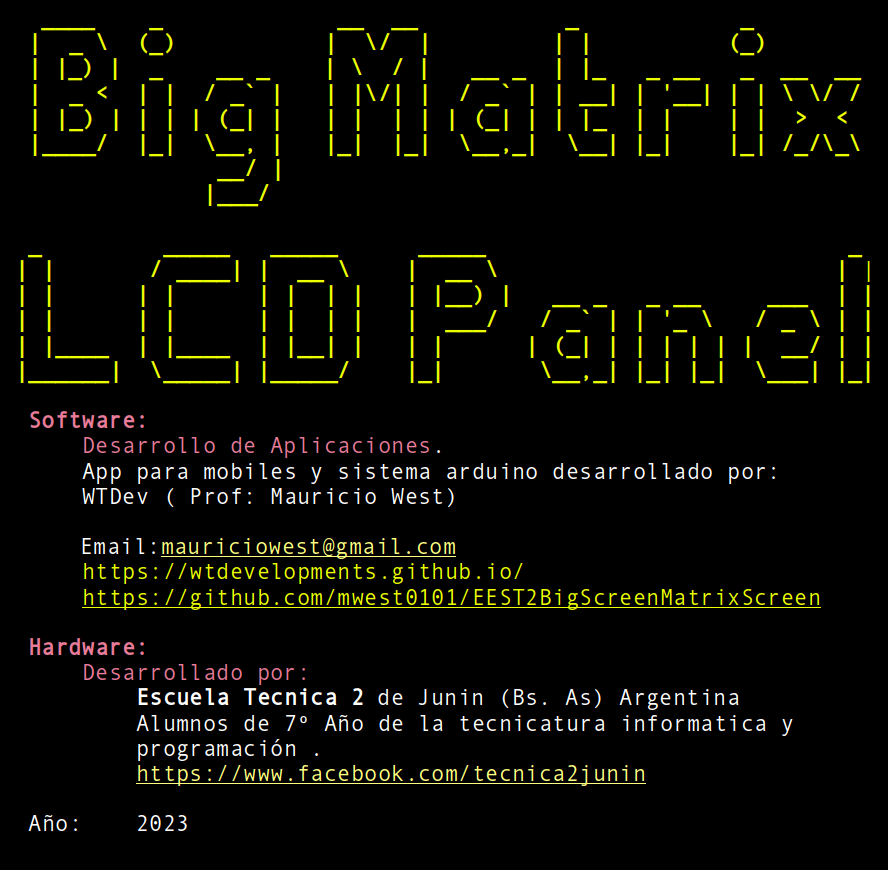 Big Matrix
LCD Panel
Software:
Desarrollo de Aplicaciones.
App para mobiles y sistema arduino desarrollado por:
WTDev ( Prof: Mauricio West)
Email:mauriciowest@gmail.com
https://wtdevelopments.github.io/
https://github.com/mwest0101/EEST2BigScreenMatrixScreen
Hardware:
Desarrollado por:
Escuela Tecnica 2 de Junin (Bs. As) Argentina
Alumnos de 7º Año de la tecnicatura informatica y
programación .
https://www.facebook.com/tecnica2junin
Año: 2023